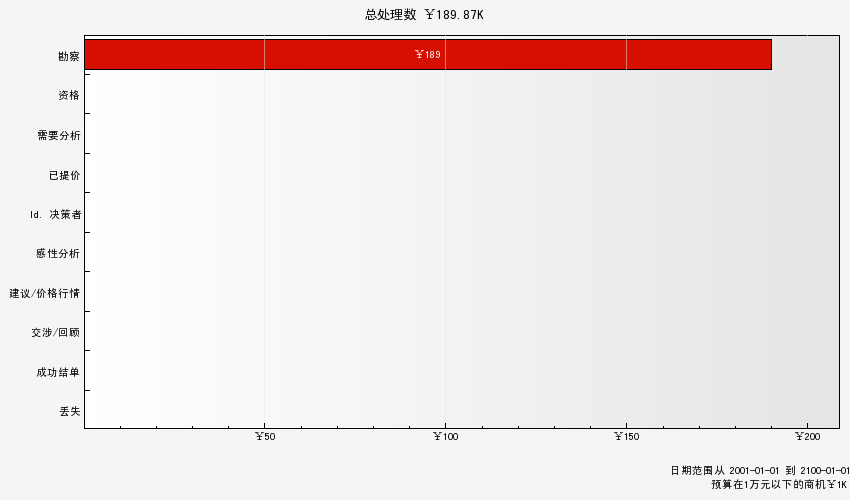 总处理数 ￥189.87K
勘察
￥189
资格
需要分析
已提价
Id. 决策者
感性分析
建议/价格行情
交涉/回顾
成功结单
丢失
￥50 ￥100 ￥150 ￥200
日期范围从 2001-01-01 到 2100-01-01
预算在1万元以下的商机￥1K